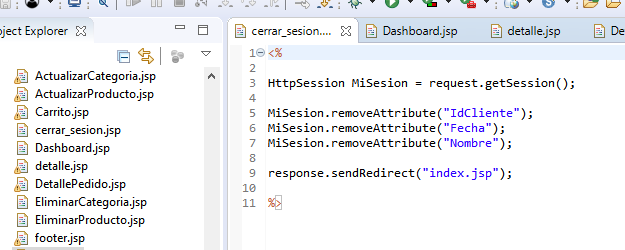 oject Explorer
ActualizarCategoria.jsp
ActualizarProducto.jsp
Carrito.jsp
cerrar_sesion.jsp
Dashboard.jsp
detalle.jsp
DetallePedido.jsp
EliminarCategoria.jsp
EliminarProducto.jsp
footer.jsp
cerrar_sesion....
Dashboard.jsp
detalle.jsp
De
1 <%
2
3 HttpSession MiSesion = request.getSession();
4
5 MiSesion.removeAttribute("IdCliente");
6 MiSesion.removeAttribute("Fecha");
7 MiSesion.removeAttribute("Nombre");
8
9 response.sendRedirect("index.jsp");
10
11 %>